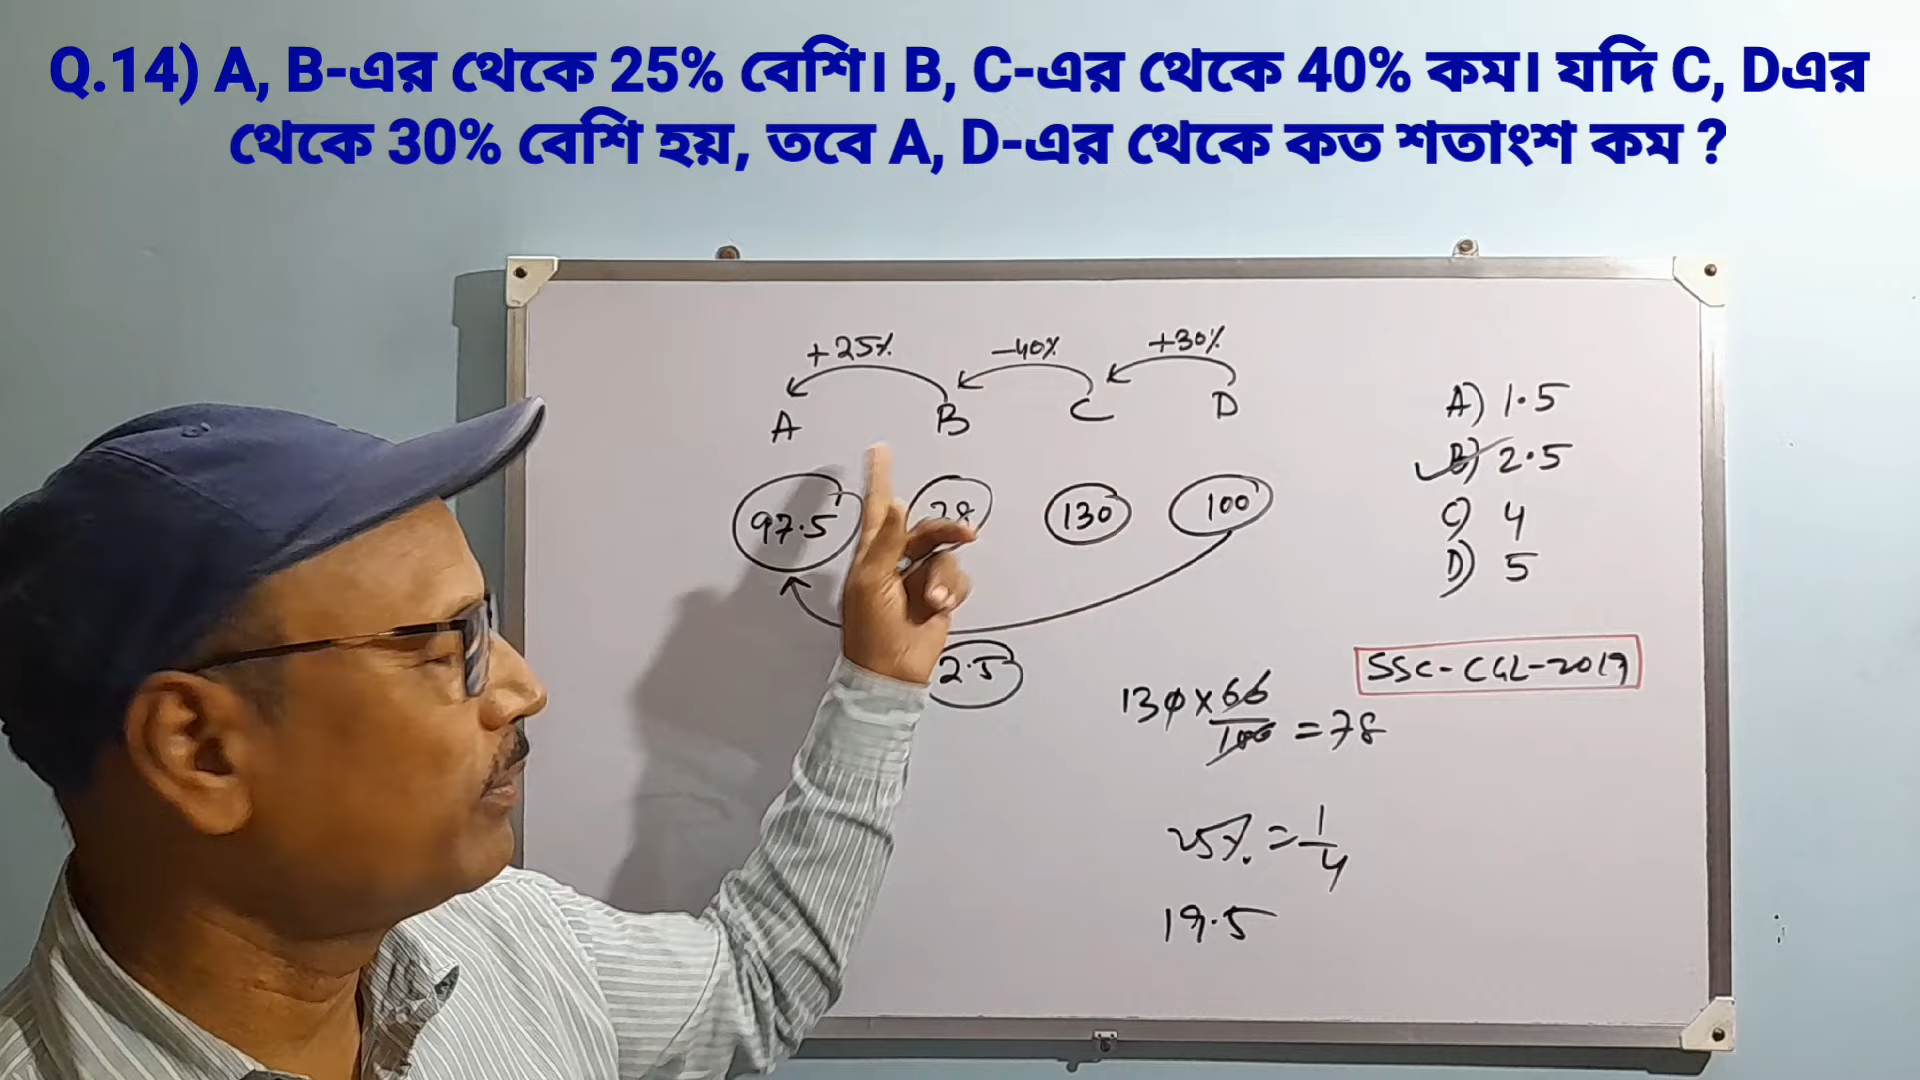 Q.14) A, B-এর থেকে 25% বেশি। B, C-এর থেকে 40% কম। যদি C, Dএর
থেকে 30% বেশি হয়, তবে A, D-এর থেকে কত শতাংশ কম ?
+25% -40% +30%
A B C D
97.5 78 130 100
2.5
A) 1.5
B) 2.5
C) 4
D) 5
SSC-CGL-2019
130 × 60/100 = 78
25% = 1/4
19.5